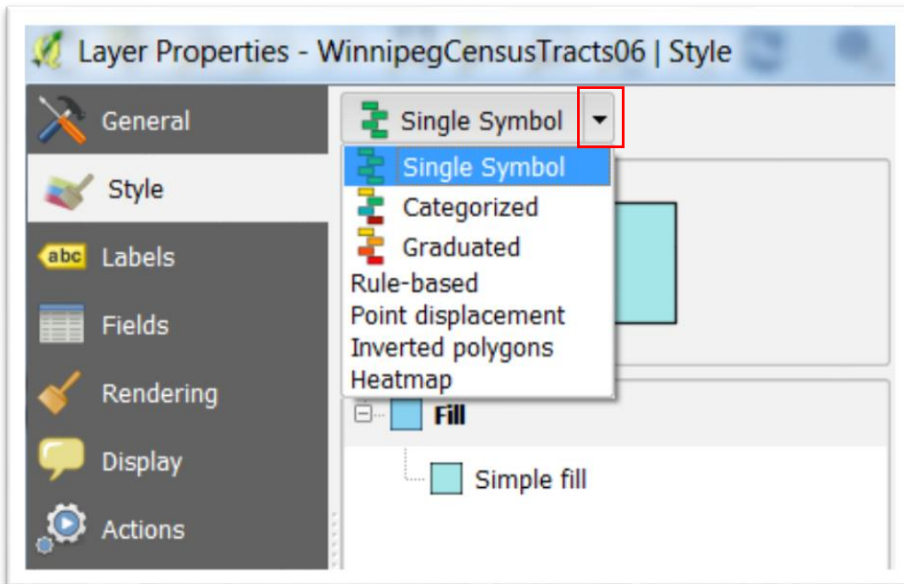 Layer Properties - WinnipegCensusTracts06 | Style
General
Style
abc Labels
Fields
Rendering
Display
Actions
Single Symbol
Single Symbol
Categorized
Graduated
Rule-based
Point displacement
Inverted polygons
Heatmap
Fill
Simple fill